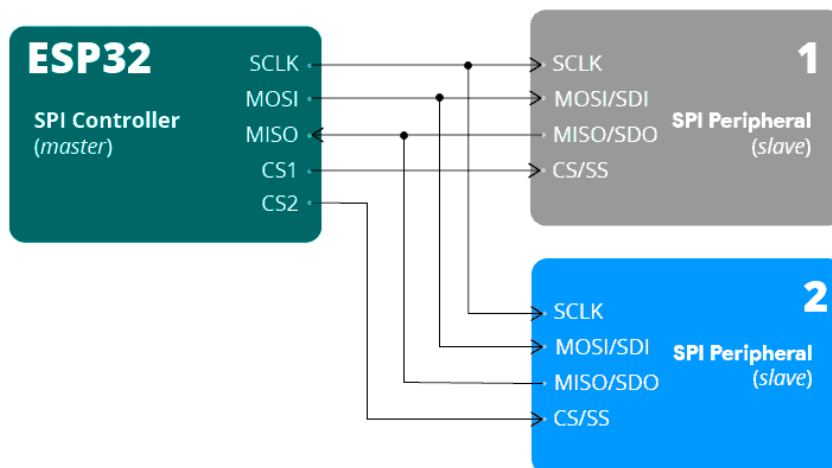 ESP32
SPI Controller
(master)
SCLK
MOSI
MISO
CS1
CS2
1
SCLK
MOSI/SDI
MISO/SDO
CS/SS
SPI Peripheral
(slave)
2
SCLK
MOSI/SDI
MISO/SDO
CS/SS
SPI Peripheral
(slave)